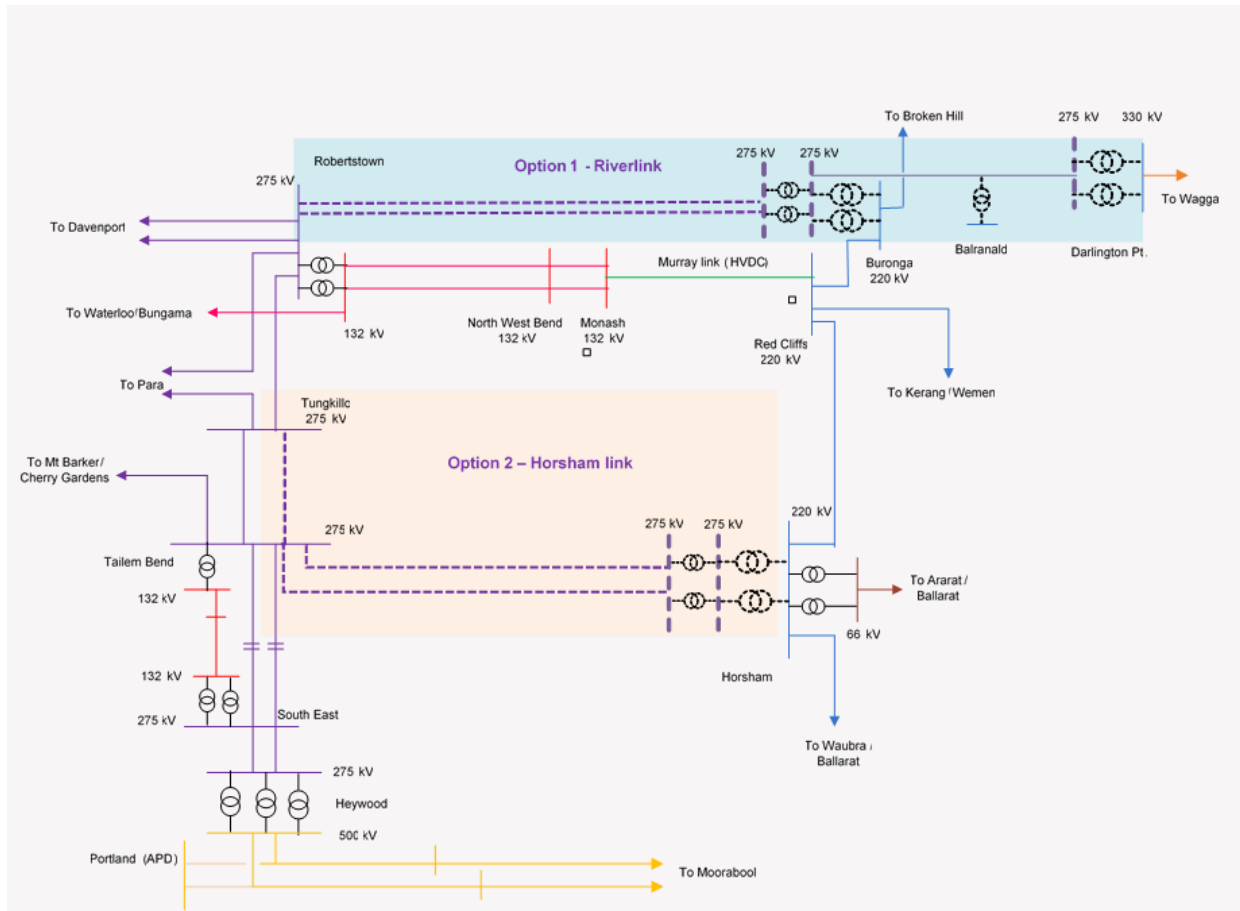 To Broken Hill
275 kV
330 kV
Robertstown
Option 1 - Riverlink
275 kV
275 kV
275 kV
To Wagga
To Davenport
Balranald
Darlington Pt.
Buronga
220 kV
Murray link (HVDC)
To Waterloo/Bungama
132 kV
North West Bend
132 kV
Monash
132 kV
Red Cliffs
220 kV
To Para
To Kerang/Wemen
Tungkillo
275 kV
To Mt Barker/
Cherry Gardens
Option 2 – Horsham link
275 kV
275 kV
275 kV
220 kV
Tailem Bend
132 kV
To Ararat /
Ballarat
66 kV
132 kV
Horsham
275 kV
South East
To Waubra /
Ballarat
275 kV
Heywood
500 kV
Portland (APD)
To Moorabool